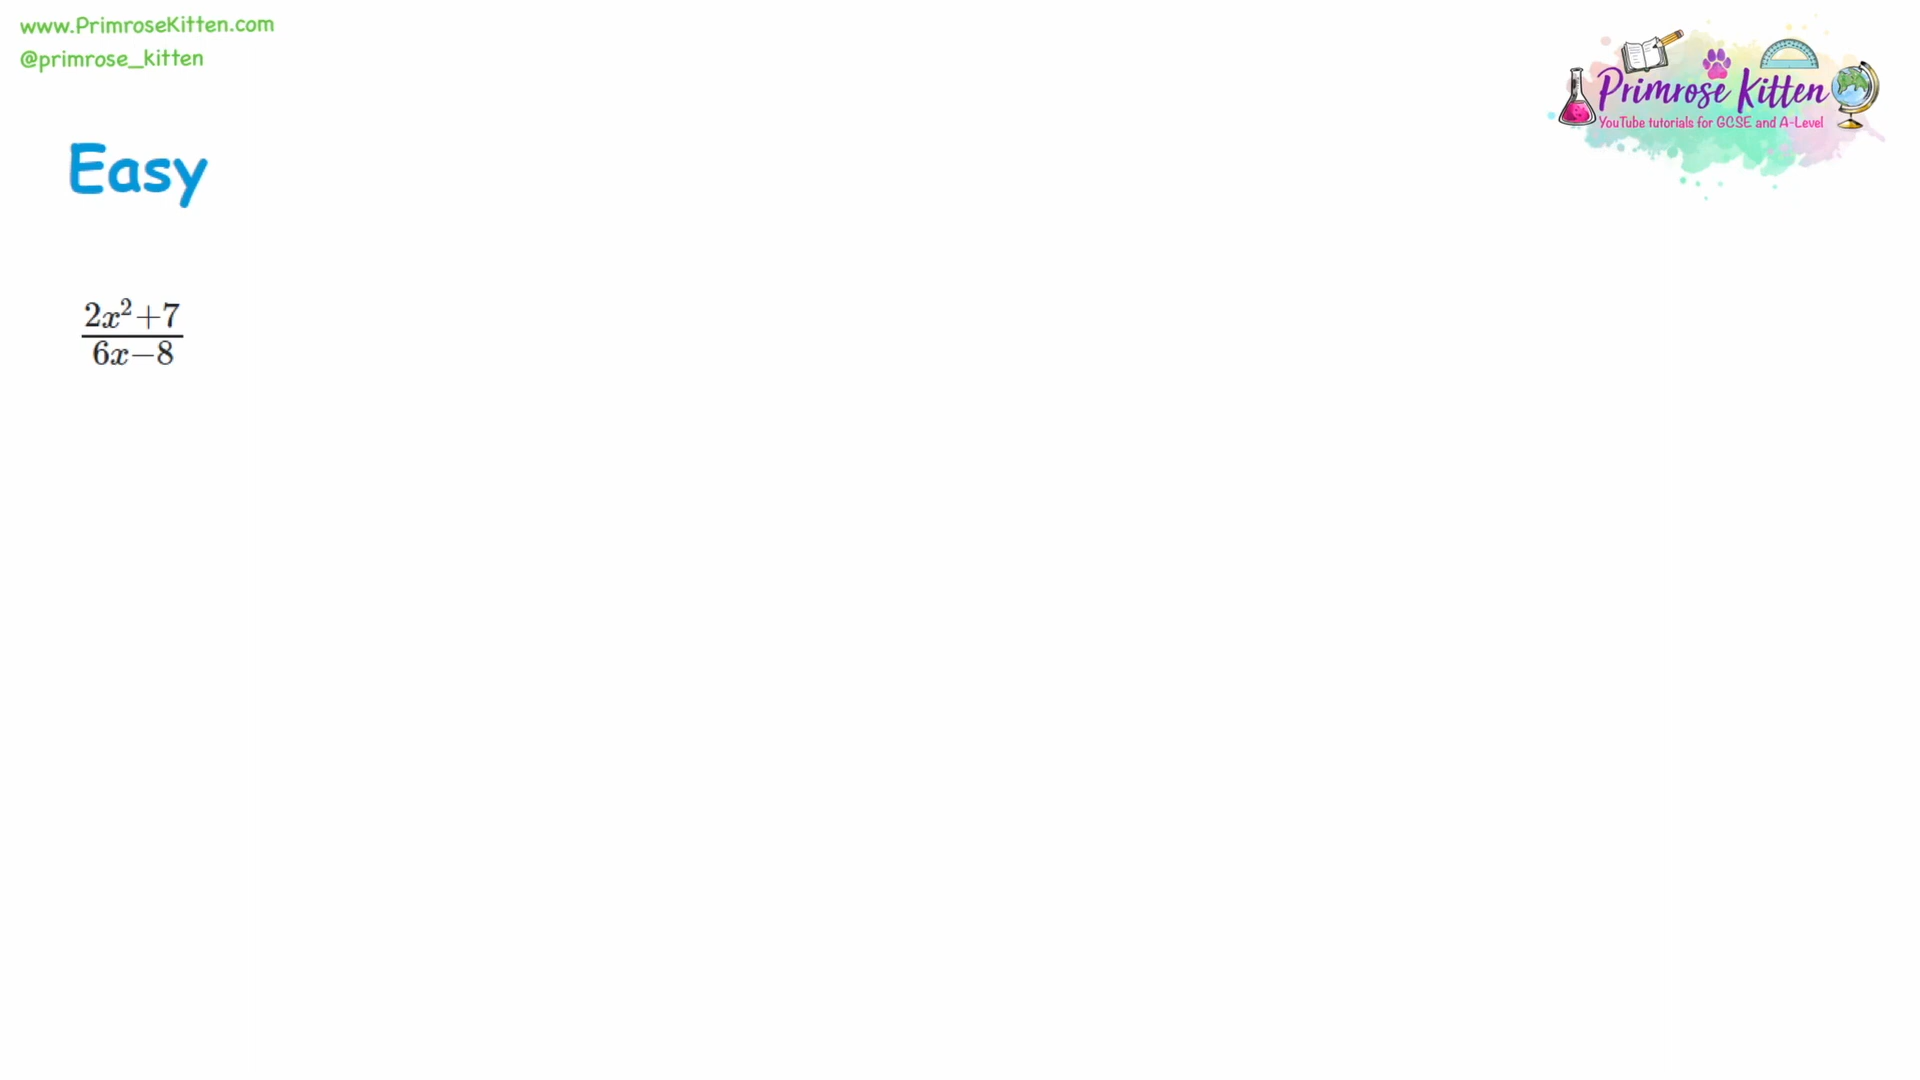 www.PrimroseKitten.com
@primrose_kitten
Primrose Kitten
YouTube tutorials for GCSE and A-Level
Easy
2x²+7
6x−8